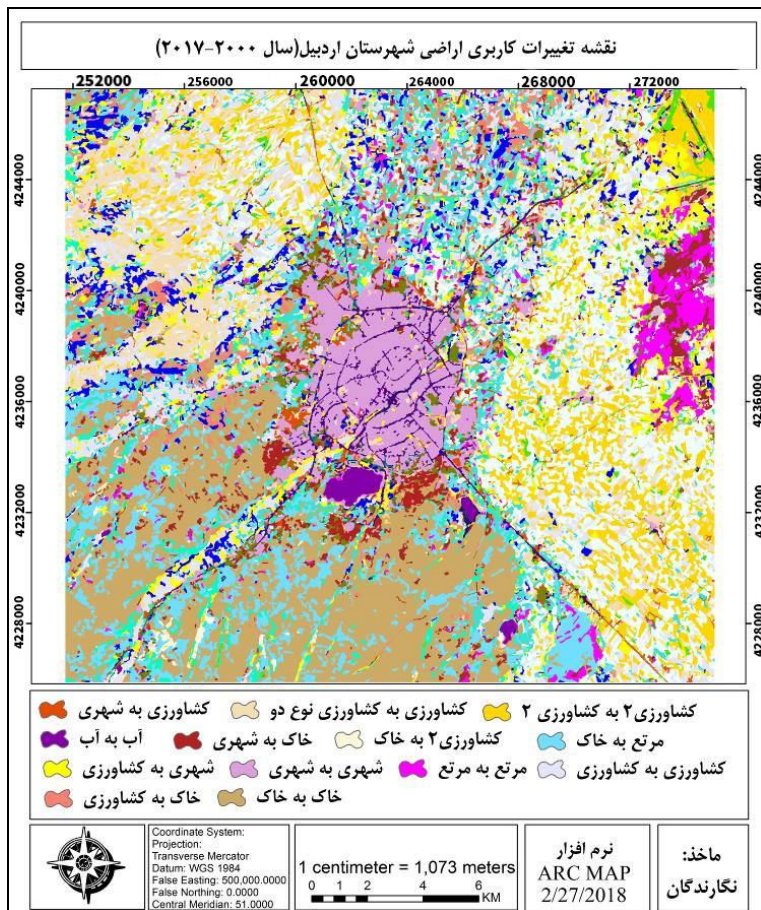 نقشه تغییرات کاربری اراضی شهرستان اردبیل(سال ۲۰۰۰-۲۰۱۷)
252000 256000 260000 264000 268000 272000
4244000 4244000
4240000 4240000
4236000 4236000
4232000 4232000
4228000 4228000
کشاورزی۲ به کشاورزی ۲ کشاورزی به کشاورزی نوع دو کشاورزی به شهری
مرتع به خاک کشاورزی۲ به خاک خاک به شهری آب به آب
کشاورزی به کشاورزی مرتع به مرتع شهری به شهری شهری به کشاورزی
خاک به خاک خاک به کشاورزی
Coordinate System:
Projection:
Transverse Mercator
Datum: WGS 1984
False Easting: 500,000.0000
False Northing: 0.0000
Central Meridian: 51.0000
1 centimeter = 1,073 meters
0 1 2 4 6
KM
نرم افزار
ARC MAP
2/27/2018
ماخذ:
نگارندگان